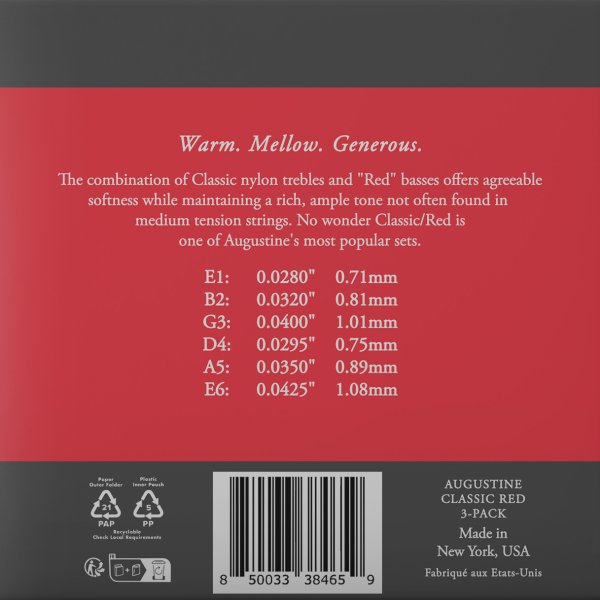 Warm. Mellow. Generous.
The combination of Classic nylon trebles and "Red" basses offers agreeable
softness while maintaining a rich, ample tone not often found in
medium tension strings. No wonder Classic/Red is
one of Augustine's most popular sets.
E1: 0.0280" 0.71mm
B2: 0.0320" 0.81mm
G3: 0.0400" 1.01mm
D4: 0.0295" 0.75mm
A5: 0.0350" 0.89mm
E6: 0.0425" 1.08mm
Paper
Outer Folder
21
PAP
Plastic
Inner Pouch
5
PP
Recyclable
Check Local Requirements
8 50033 38465 9
AUGUSTINE
CLASSIC RED
3-PACK
Made in
New York, USA
Fabriqué aux Etats-Unis